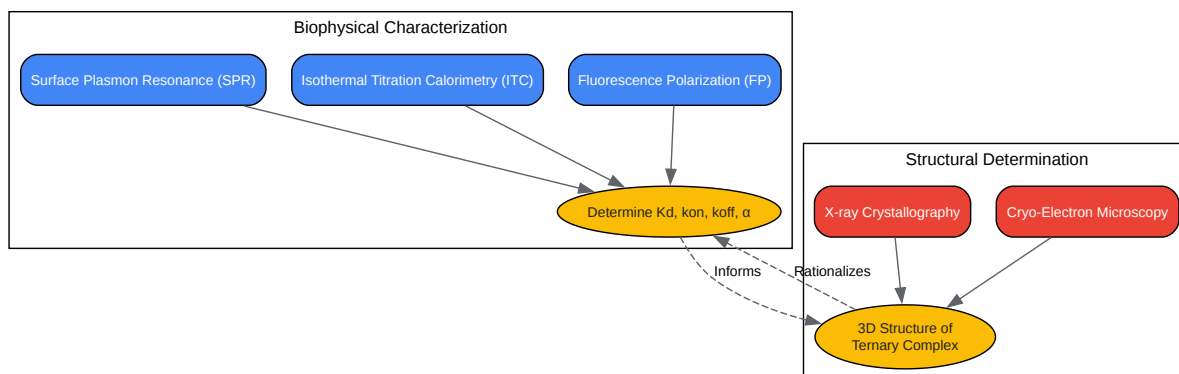 Biophysical Characterization
Surface Plasmon Resonance (SPR)
Isothermal Titration Calorimetry (ITC)
Fluorescence Polarization (FP)
Determine Kd, kon, koff, α
Structural Determination
X-ray Crystallography
Cryo-Electron Microscopy
Informs
Rationalizes
3D Structure of
Ternary Complex